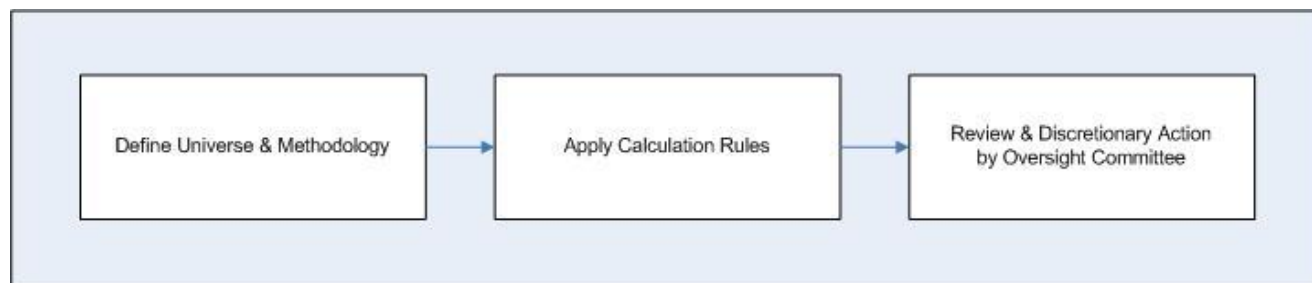 Define Universe & Methodology
Apply Calculation Rules
Review & Discretionary Action
by Oversight Committee